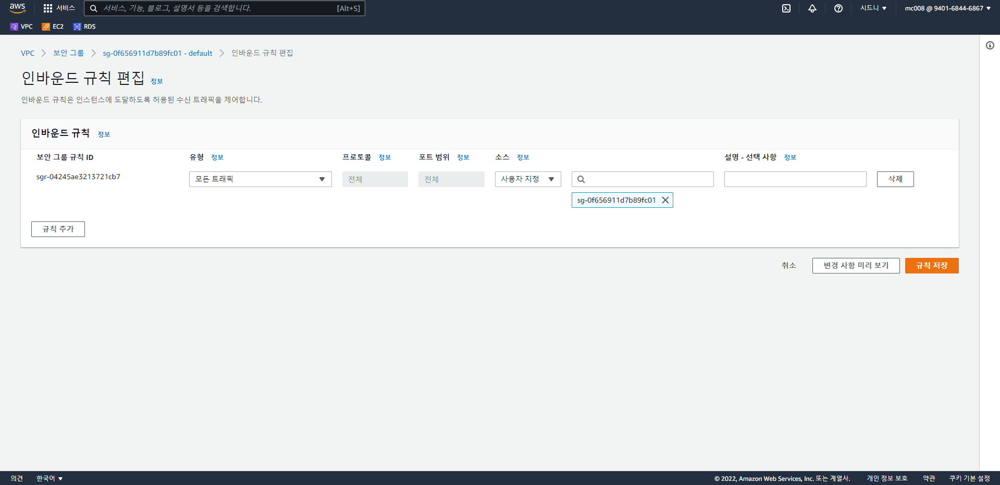 aws 서비스 서비스, 기능, 블로그, 설명서 등을 검색합니다. [Alt+S] 시드니 mc008 @ 9401-6844-6867
VPC EC2 RDS
VPC 보안 그룹 sg-0f656911d7b89fc01 - default 인바운드 규칙 편집
인바운드 규칙 편집 정보
인바운드 규칙은 인스턴스에 도달하도록 허용된 수신 트래픽을 제어합니다.
인바운드 규칙 정보
보안 그룹 규칙 ID 유형 정보 프로토콜 정보 포트 범위 정보 소스 정보 설명 - 선택 사항 정보
sgr-04245ae3213721cb7 모든 트래픽 전체 전체 사용자 지정 삭제
sg-0f656911d7b89fc01
규칙 추가
취소 변경 사항 미리 보기 규칙 저장
의견 한국어 © 2022, Amazon Web Services, Inc. 또는 계열사. 개인 정보 보호 약관 쿠키 기본 설정